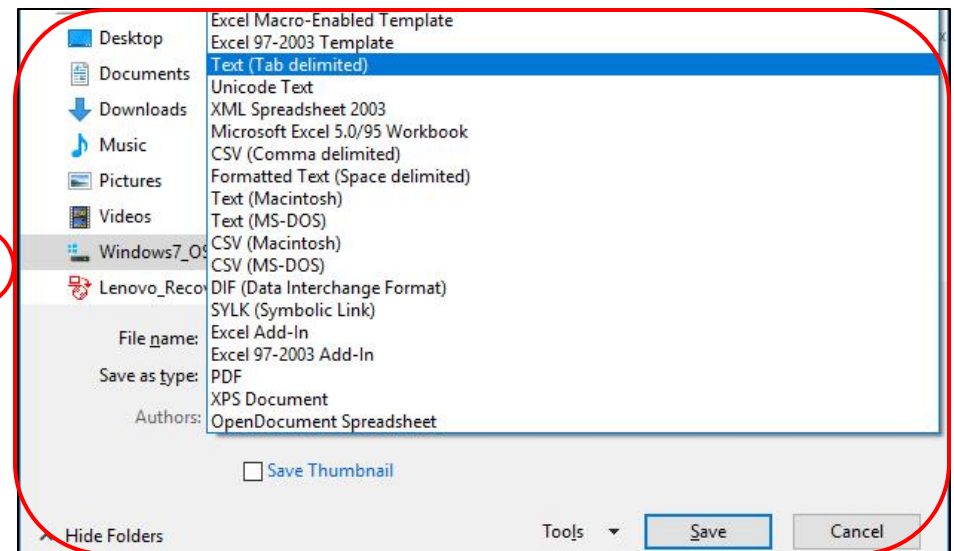 Desktop
Documents
Downloads
Music
Pictures
Videos
Windows7_OS
Lenovo_Reco
File name:
Save as type:
Authors:
Excel Macro-Enabled Template
Excel 97-2003 Template
Text (Tab delimited)
Unicode Text
XML Spreadsheet 2003
Microsoft Excel 5.0/95 Workbook
CSV (Comma delimited)
Formatted Text (Space delimited)
Text (Macintosh)
Text (MS-DOS)
CSV (Macintosh)
CSV (MS-DOS)
DIF (Data Interchange Format)
SYLK (Symbolic Link)
Excel Add-In
Excel 97-2003 Add-In
PDF
XPS Document
OpenDocument Spreadsheet
Save Thumbnail
Hide Folders
Tools
Save
Cancel